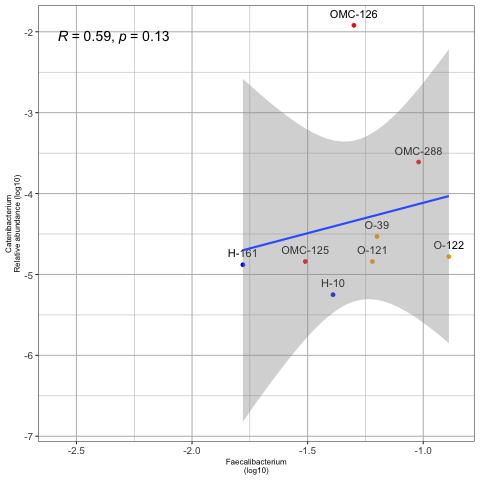 OMC-126
R = 0.59, p = 0.13
-2
-3
OMC-288
-4
O-39
H-161
OMC-125
O-121
O-122
-5
H-10
-6
-7
Catenibacterium
Relative abundance (log10)
-2.5
-2.0
-1.5
-1.0
Faecalibacterium
(log10)